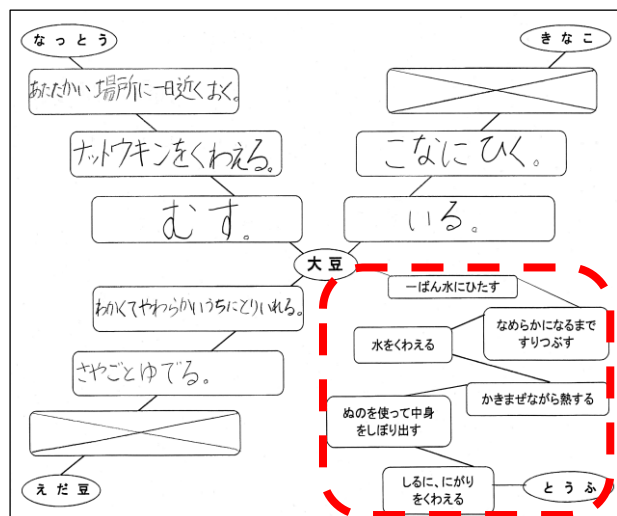 なっとう
あたたかい場所に一日近くおく。
ナットウキンをくわえる。
むす。
きなこ
こなにひく。
いる。
大豆
わかくてやわらかいうちにとりいれる。
さやごとゆでる。
えだ豆
一ばん水にひたす
なめらかになるまで
すりつぶす
水をくわえる
かきまぜながら熱する
ぬのを使って中身
をしぼり出す
しるに、にがり
をくわえる
とうふ